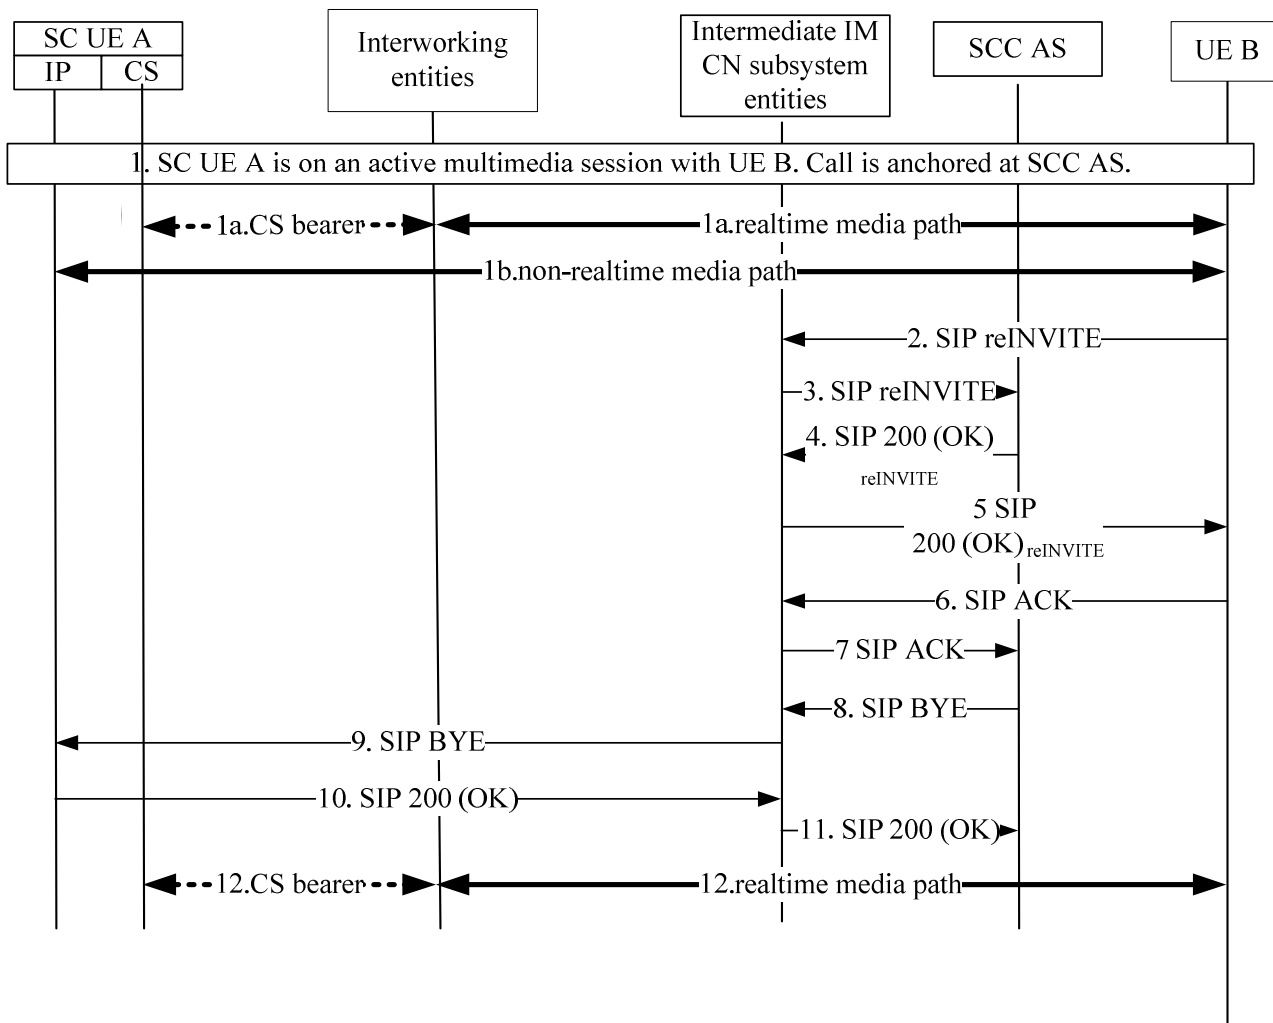 SC UE A
IP
CS
Interworking
entities
Intermediate IM
CN subsystem
entities
SCC AS
UE B
1. SC UE A is on an active multimedia session with UE B. Call is anchored at SCC AS.
1a.CS bearer
1a.realtime media path
1b.non-realtime media path
2. SIP reINVITE
3. SIP reINVITE
4. SIP 200 (OK)
reINVITE
5 SIP
200 (OK) reINVITE
6. SIP ACK
7 SIP ACK
8. SIP BYE
9. SIP BYE
10. SIP 200 (OK)
11. SIP 200 (OK)
12.CS bearer
12.realtime media path